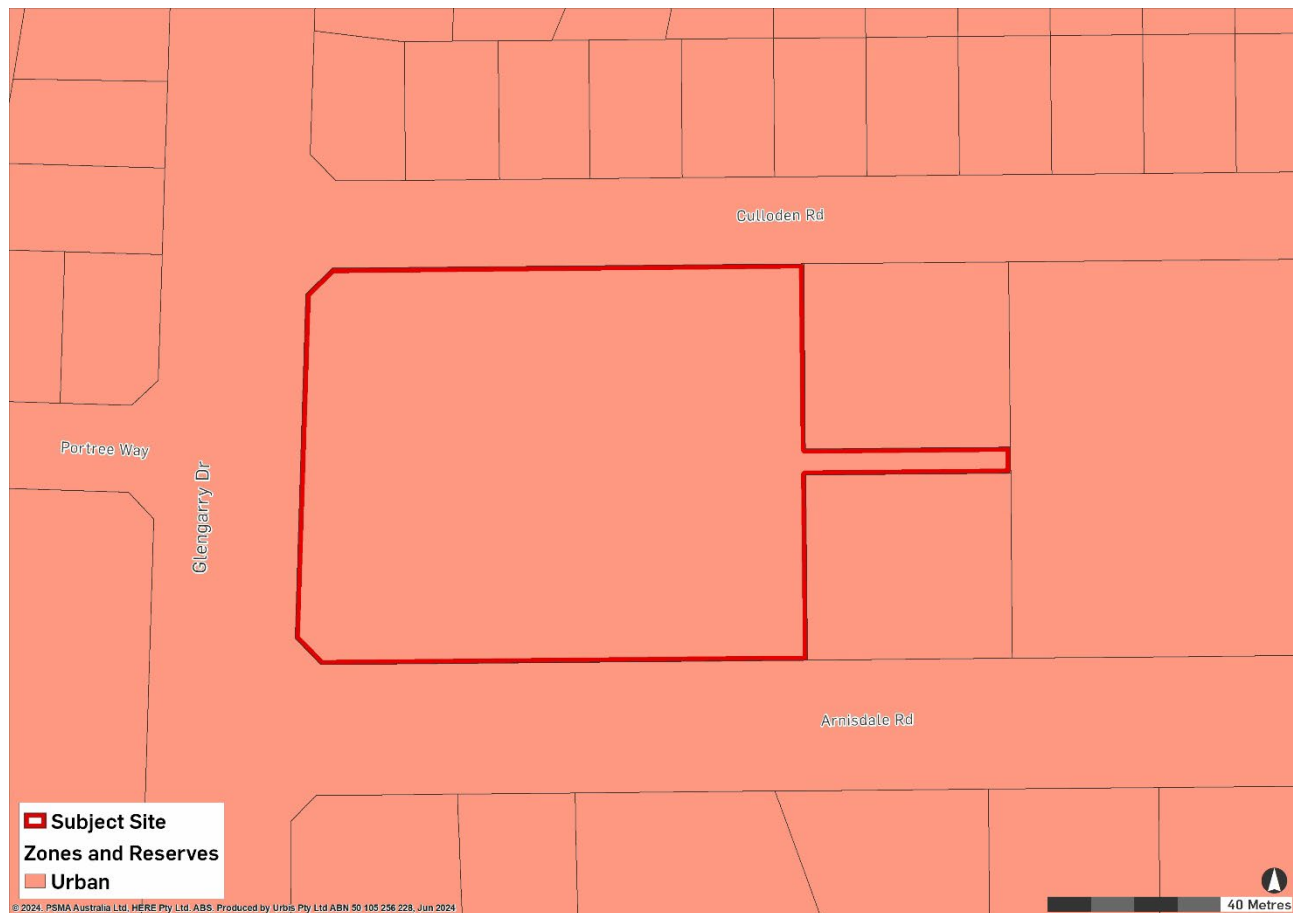 Culloden Rd
Portree Way
Glengarry Dr
Arnisdale Rd
Subject Site
Zones and Reserves
Urban
40 Metres
© 2024. PSMA Australia Ltd, HERE Pty Ltd. ABS. Produced by Urbis Pty Ltd ABN 50 105 256 228, Jun 2024